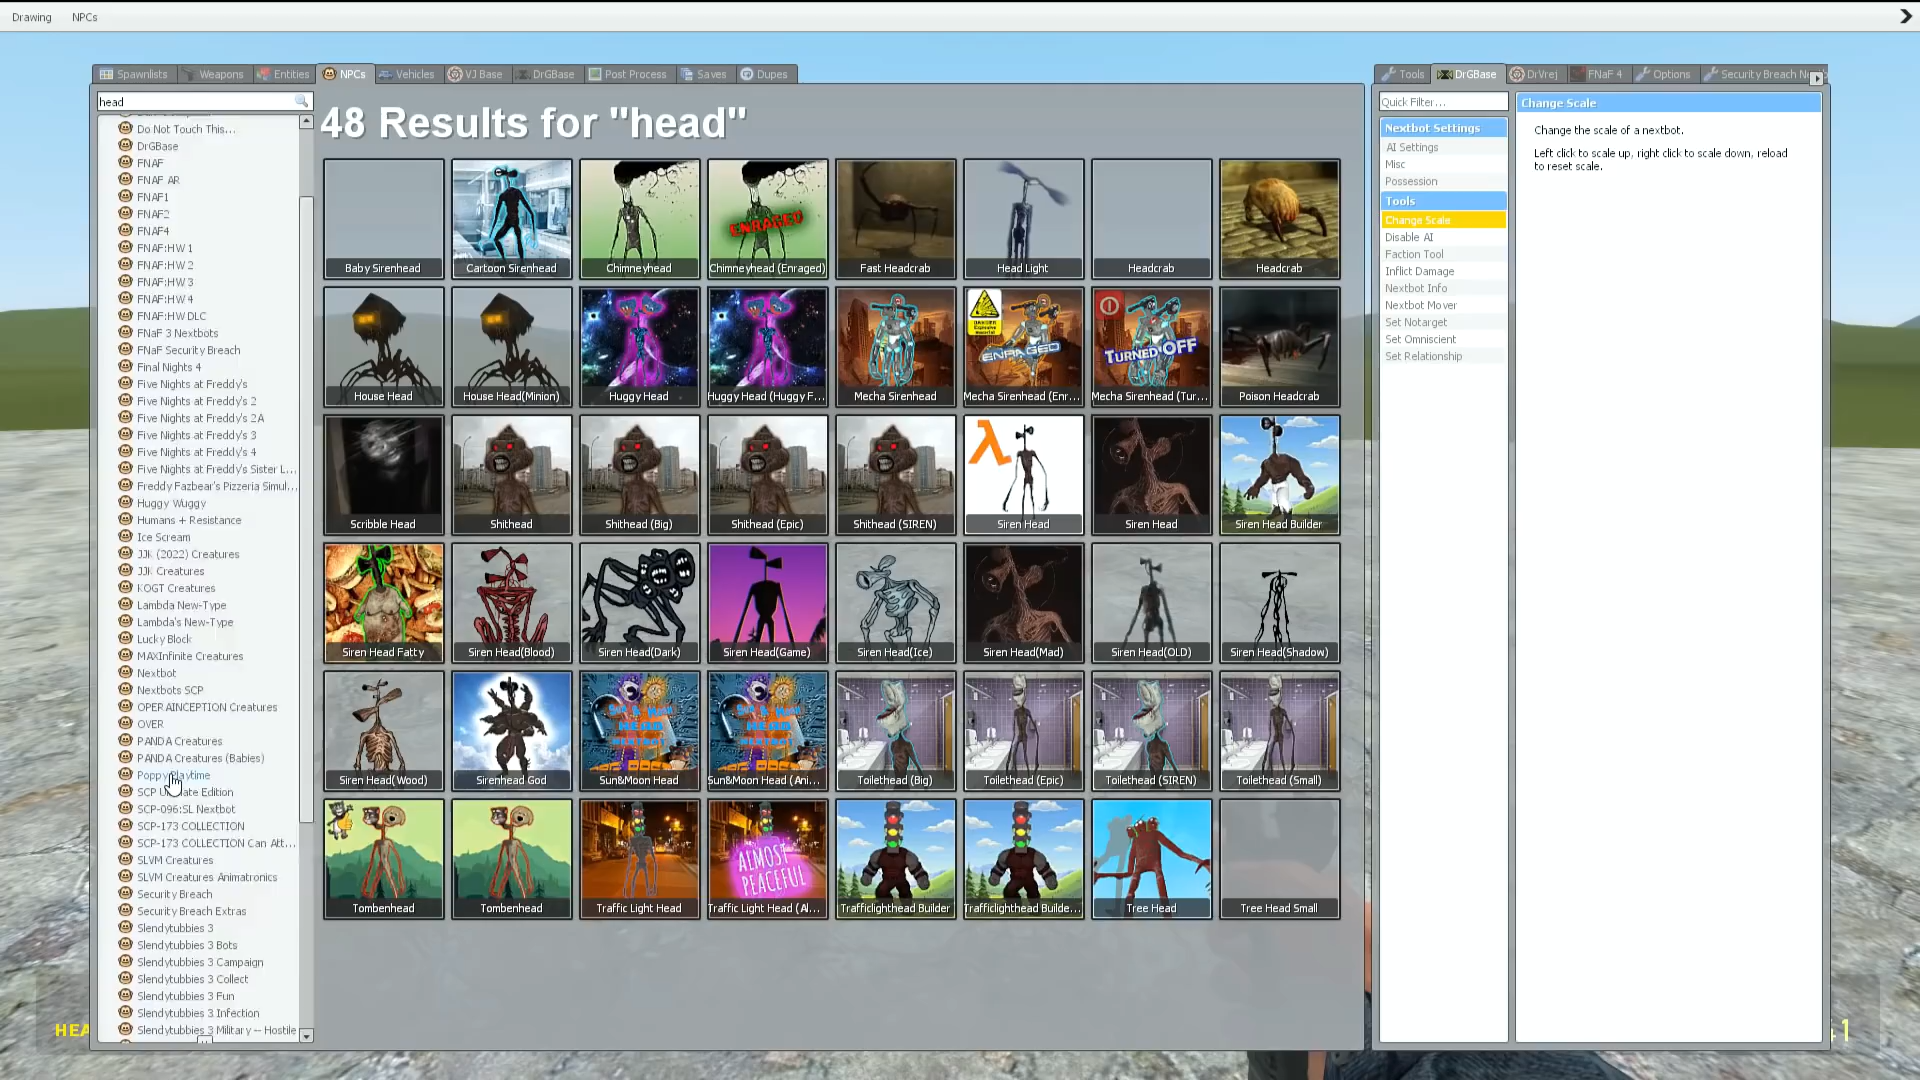 Drawing NPCs
Spawnlists Weapons Entities NPCs Vehicles VJ Base DrGBase Post Process Saves Dupes
Tools DrGBase DrVrej FNaF 4 Options Security Breach
head
Do Not Touch This...
DrGBase
FNAF
FNAF AR
FNAF1
FNAF2
FNAF4
FNAF:HW 1
FNAF:HW 2
FNAF:HW 3
FNAF:HW 4
FNAF:HW DLC
FNaF 3 Nextbots
FNaF Security Breach
Final Nights 4
Five Nights at Freddy's
Five Nights at Freddy's 2
Five Nights at Freddy's 2A
Five Nights at Freddy's 3
Five Nights at Freddy's 4
Five Nights at Freddy's Sister L...
Freddy Fazbear's Pizzeria Simul...
Huggy Wuggy
Humans + Resistance
Ice Scream
JJK (2022) Creatures
JJK Creatures
KOGT Creatures
Lambda New-Type
Lambda's New-Type
Lucky Block
MAXInfinite Creatures
Nextbot
Nextbots SCP
OPERAINCEPTION Creatures
OVER
PANDA Creatures
PANDA Creatures (Babies)
Poppy Playtime
SCP Ultimate Edition
SCP-096:SL Nextbot
SCP-173 COLLECTION
SCP-173 COLLECTION Can Att...
SLVM Creatures
SLVM Creatures Animatronics
Security Breach
Security Breach Extras
Slendytubbies 3
Slendytubbies 3 Bots
Slendytubbies 3 Campaign
Slendytubbies 3 Collect
Slendytubbies 3 Fun
Slendytubbies 3 Infection
Slendytubbies 3 Military -- Hostile
48 Results for "head"
ENRAGED
Baby Sirenhead Cartoon Sirenhead Chimneyhead Chimneyhead (Enraged) Fast Headcrab Head Light Headcrab Headcrab
DANGER
ENRAGED
TURNED OFF
House Head House Head(Minion) Huggy Head Huggy Head (Huggy F... Mecha Sirenhead Mecha Sirenhead (Enr... Mecha Sirenhead (Tur... Poison Headcrab
Scribble Head Shithead Shithead (Big) Shithead (Epic) Shithead (SIREN) Siren Head Siren Head Siren Head Builder
Siren Head Fatty Siren Head(Blood) Siren Head(Dark) Siren Head(Game) Siren Head(Ice) Siren Head(Mad) Siren Head(OLD) Siren Head(Shadow)
Siren Head(Wood) Sirenhead God Sun&Moon Head Sun&Moon Head (Ani... Toilethead (Big) Toilethead (Epic) Toilethead (SIREN) Toilethead (Small)
ALMOST
PEACEFUL
Tombenhead Tombenhead Traffic Light Head Traffic Light Head (Al... Trafficlighthead Builder Trafficlighthead Builde... Tree Head Tree Head Small
Quick Filter...
Nextbot Settings
AI Settings
Misc
Possession
Tools
Change Scale
Disable AI
Faction Tool
Inflict Damage
Nextbot Info
Nextbot Mover
Set Notarget
Set Omniscient
Set Relationship
Change Scale
Change the scale of a nextbot.
Left click to scale up, right click to scale down, reload
to reset scale.
HEA